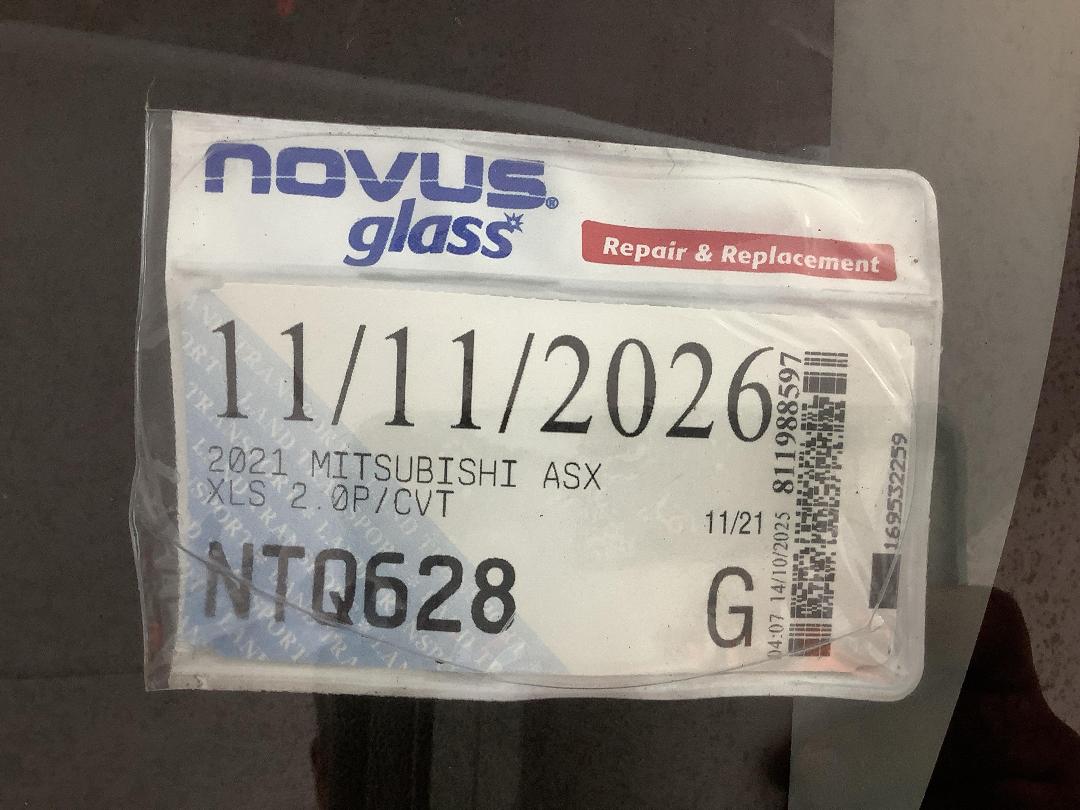 novus®
glass
Repair & Replacement
11/11/2026
2021 MITSUBISHI ASX
XLS 2.0P/CVT
11/21
NTQ628
G
04:07 14/10/2025 811988597
169532259